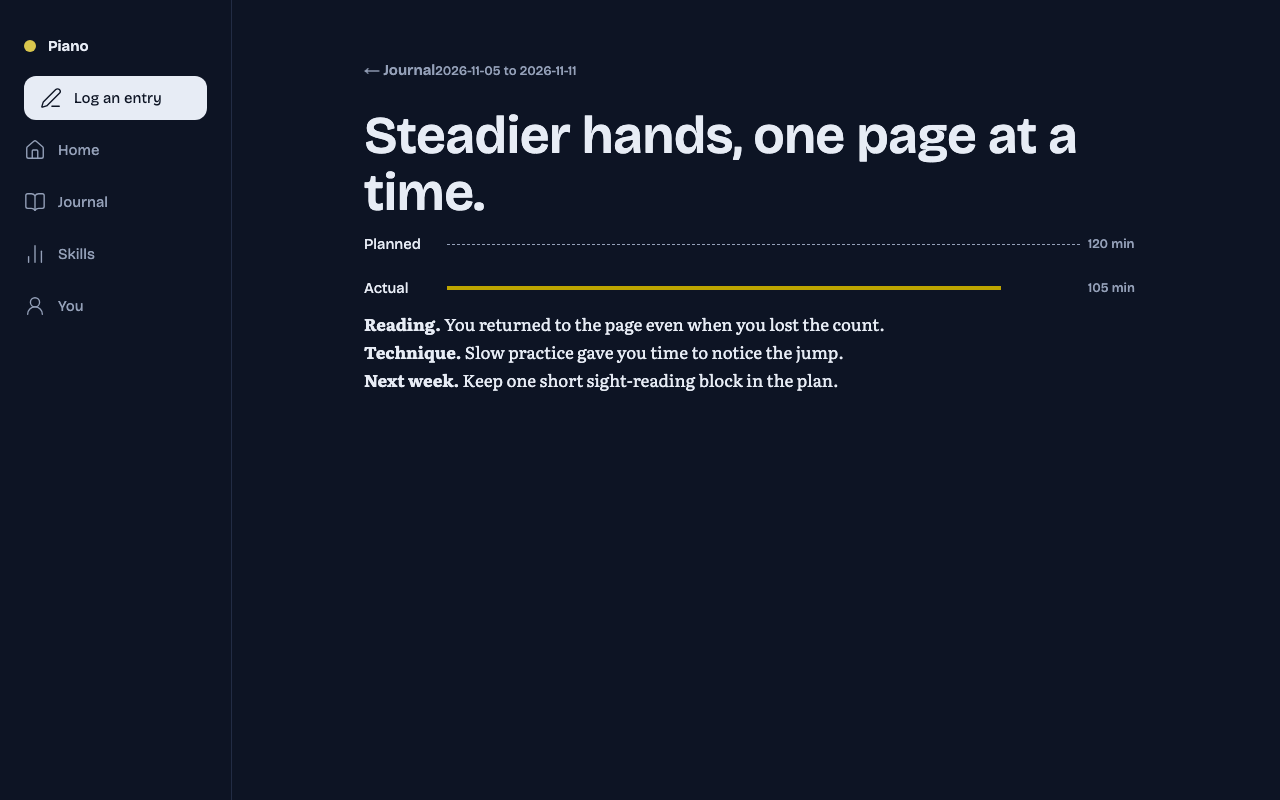 Piano
Log an entry
Home
Journal
Skills
You
← Journal2026-11-05 to 2026-11-11
Steadier hands, one page at a
time.
Planned 120 min
Actual 105 min
Reading. You returned to the page even when you lost the count.
Technique. Slow practice gave you time to notice the jump.
Next week. Keep one short sight-reading block in the plan.